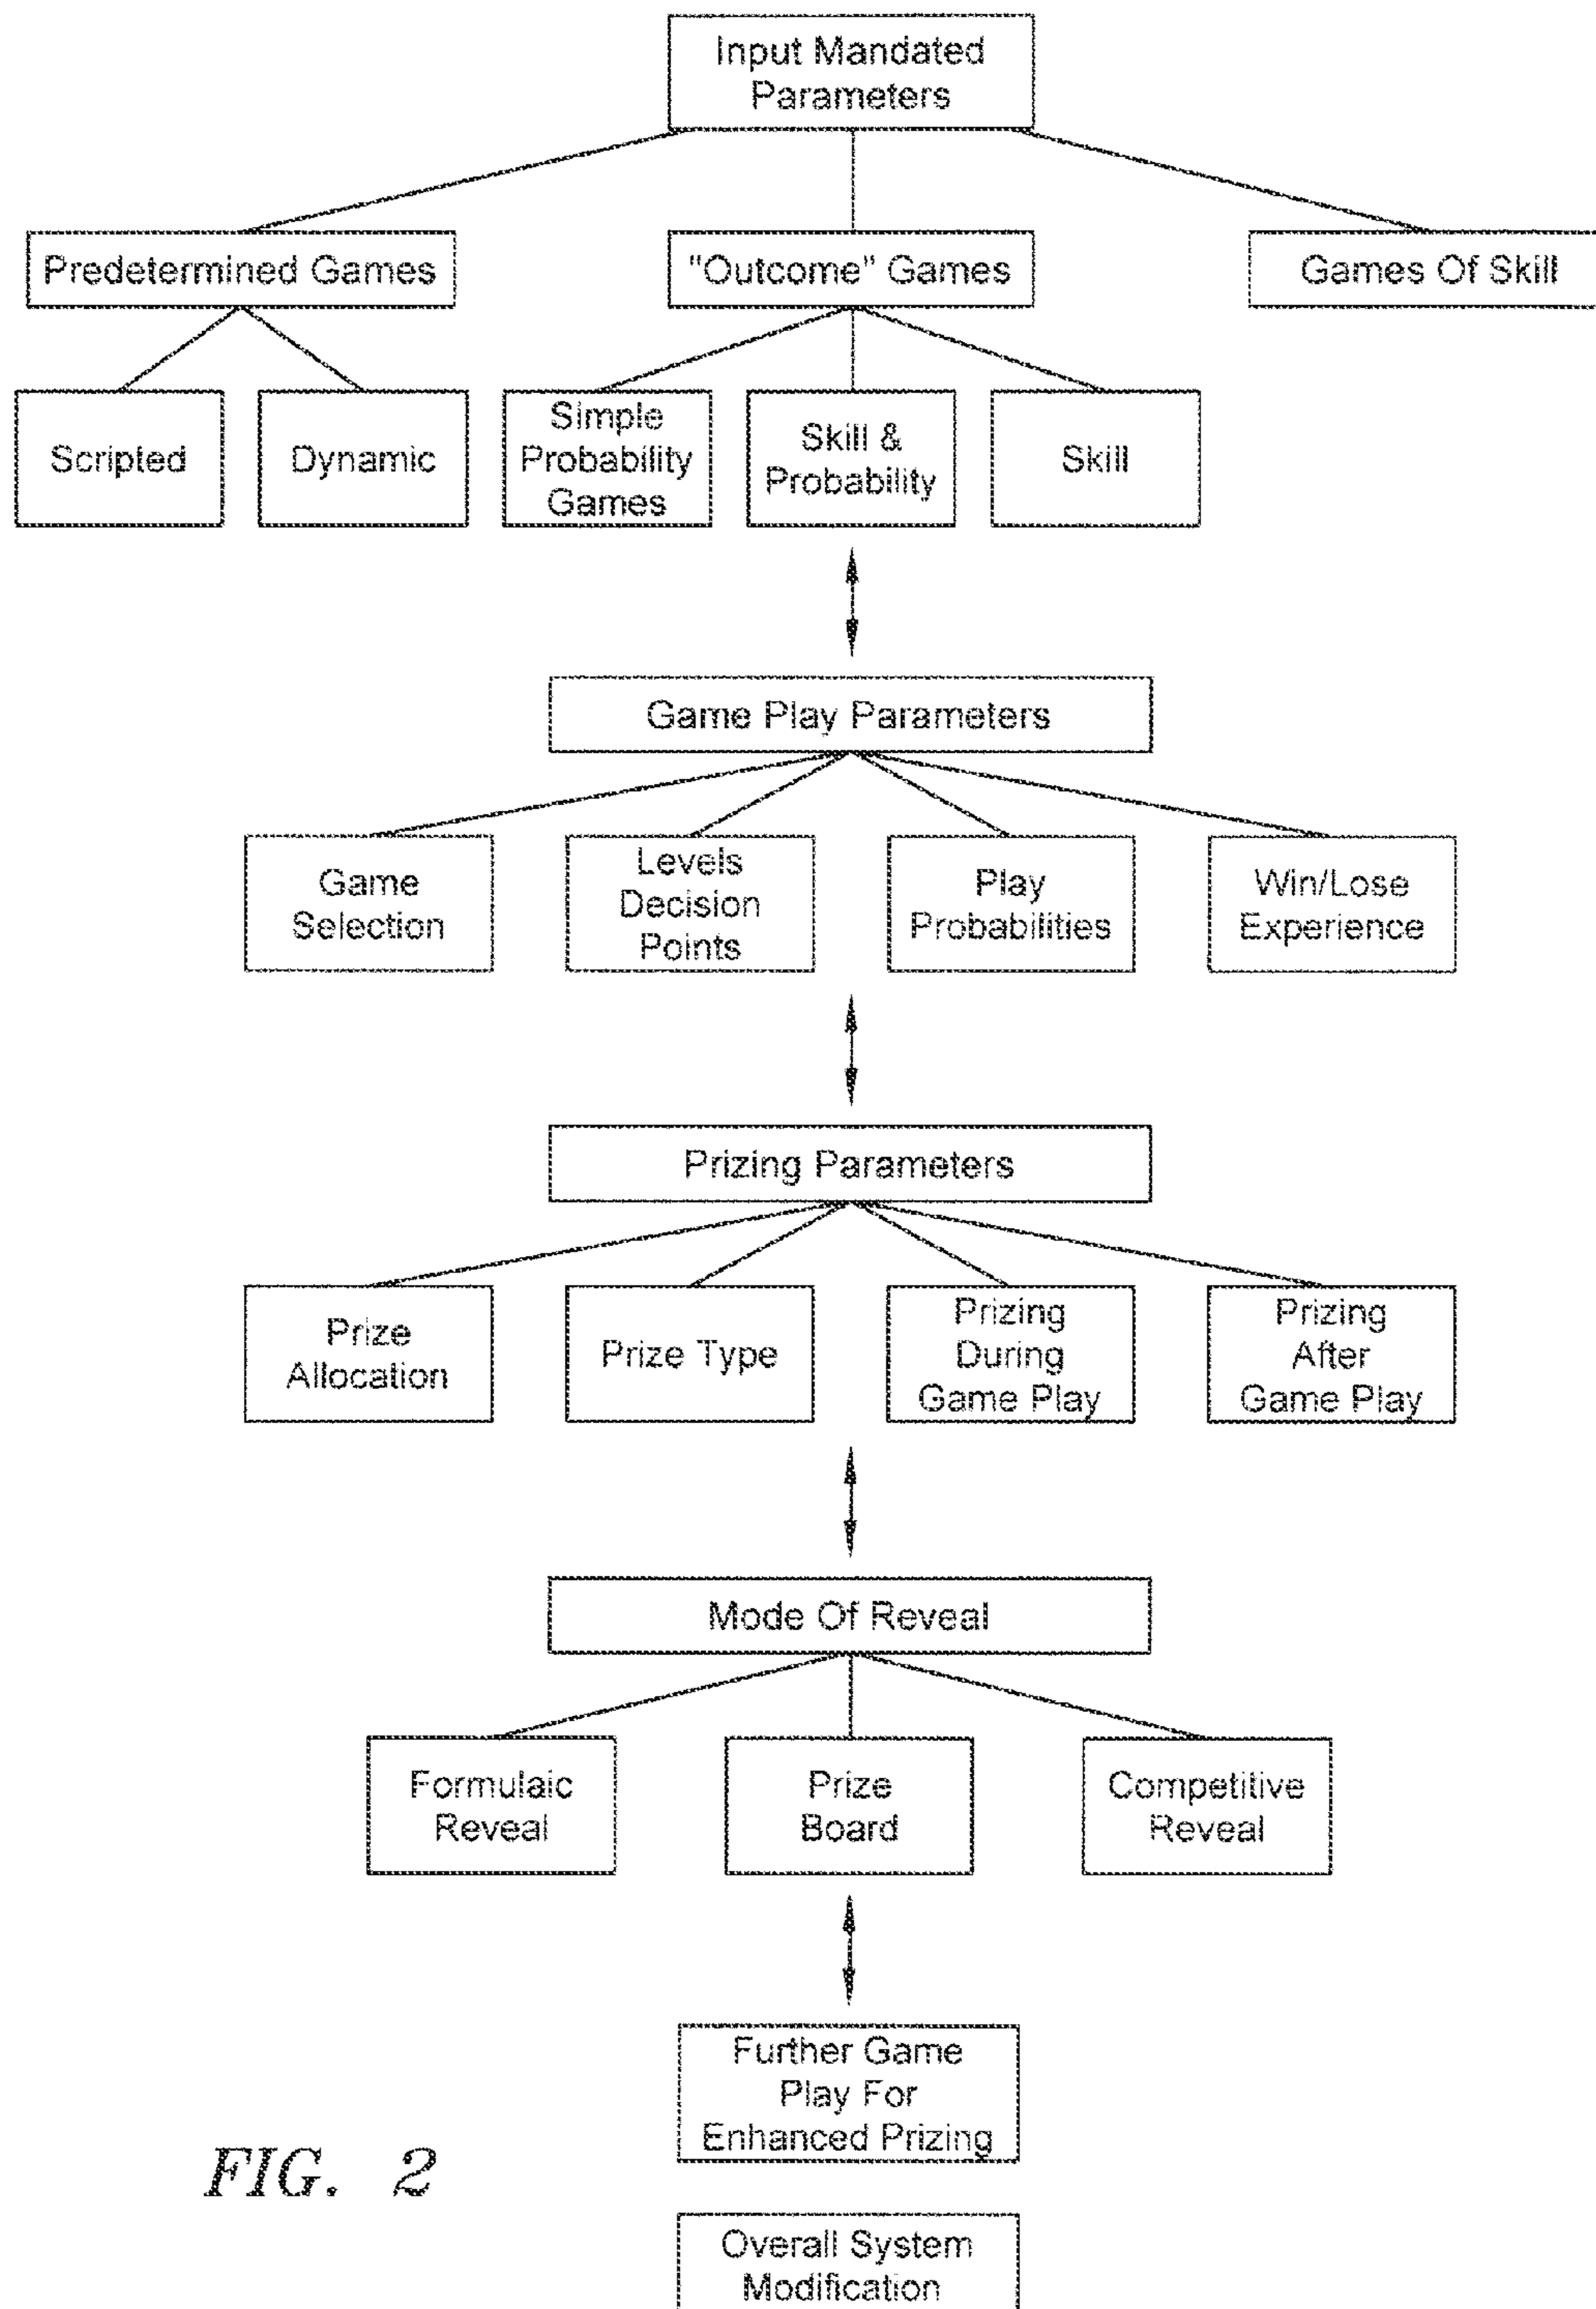 Input Mandated
Parameters
Predetermined Games
"Outcome" Games
Games Of Skill
Scripted
Dynamic
Simple
Probability
Games
Skill &
Probability
Skill
Game Play Parameters
Game
Selection
Levels
Decision
Points
Play
Probabilities
Win/Lose
Experience
Prizing Parameters
Prize
Allocation
Prize Type
Prizing
During
Game Play
Prizing
After
Game Play
Mode Of Reveal
Formulaic
Reveal
Prize
Board
Competitive
Reveal
Further Game
Play For
Enhanced Prizing
FIG. 2
Overall System
Modification